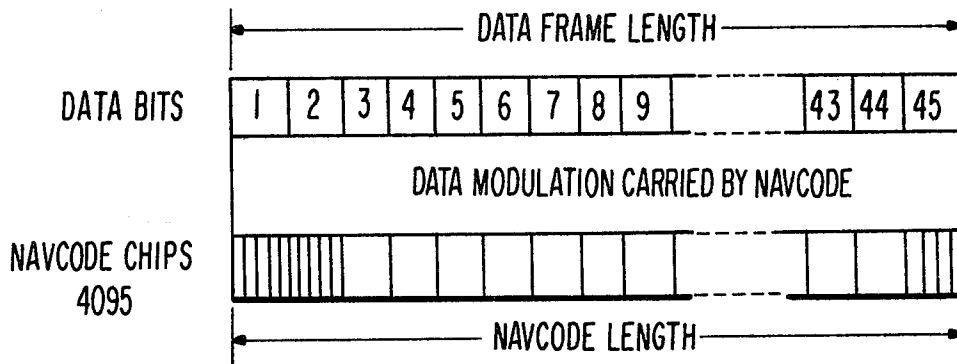 DATA FRAME LENGTH
DATA BITS
1 2 3 4 5 6 7 8 9 43 44 45
DATA MODULATION CARRIED BY NAVCODE
NAVCODE CHIPS
4095
NAVCODE LENGTH